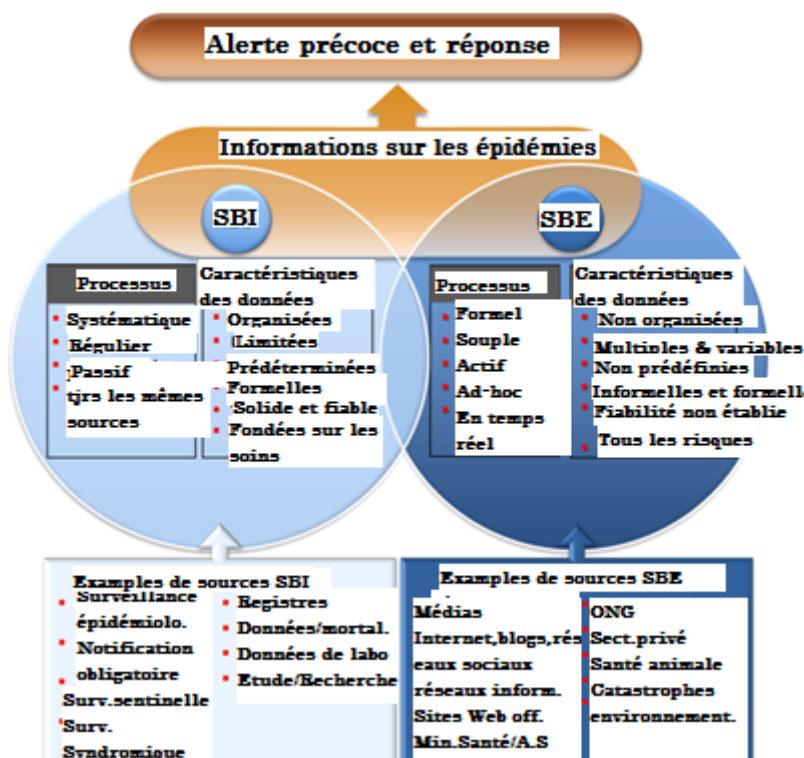 Alerte précoce et réponse
Informations sur les épidémies
SBI
SBE
Processus
Systématique
Régulier
Passif
tjrs les mêmes
sources
Caractéristiques
des données
Organisées
Limitées
Prédéterminées
Formelles
Solide et fiable
Fondées sur les
soins
Processus
Formel
Souple
Actif
Ad-hoc
En temps
réel
Caractéristiques
des données
Non organisées
Multiples & variables
Non prédéfinies
Informelles et formell
Fiabilité non établie
Tous les risques
Examples de sources SBI
Surveillance
épidémiolo.
Notification
obligatoire
Surv.sentinelle
Surv.
Syndromique
Registres
Données/mortal.
Données de labo
Etude/Recherche
Examples de sources SBE
Médias
Internet,blogs,rés
eaux sociaux
réseaux inform.
Sites Web off.
Min.Santé/A.S
ONG
Sect.privé
Santé animale
Catastrophes
environnement.